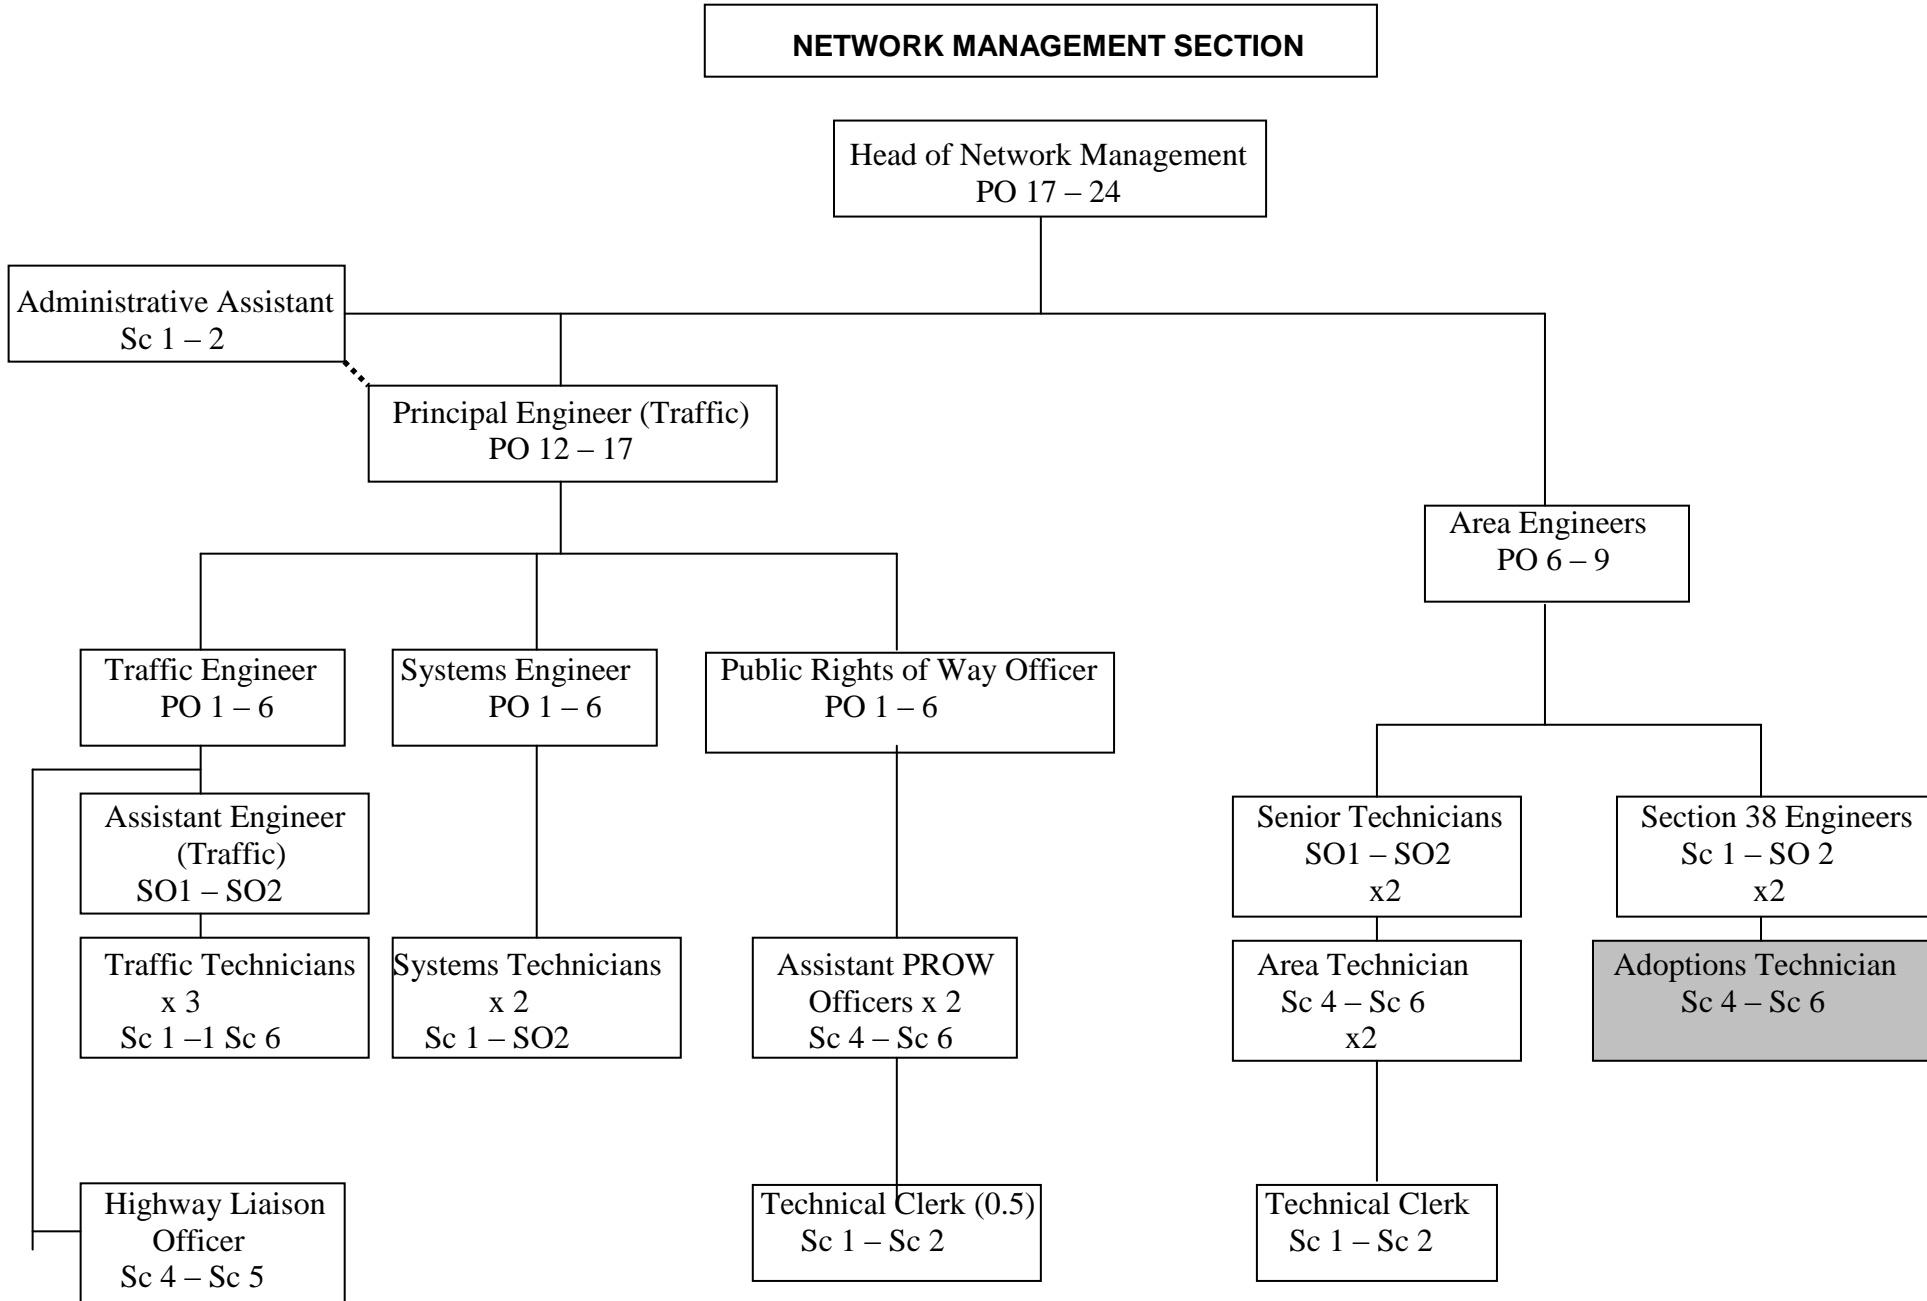 NETWORK MANAGEMENT SECTION
Head of Network Management
PO 17 – 24
Administrative Assistant
Sc 1 – 2
Principal Engineer (Traffic)
PO 12 – 17
Area Engineers
PO 6 – 9
Traffic Engineer
PO 1 – 6
Systems Engineer
PO 1 – 6
Public Rights of Way Officer
PO 1 – 6
Assistant Engineer
(Traffic)
SO1 – SO2
Senior Technicians
SO1 – SO2
x2
Section 38 Engineers
Sc 1 – SO 2
x2
Traffic Technicians
x 3
Sc 1 –1 Sc 6
Systems Technicians
x 2
Sc 1 – SO2
Assistant PROW
Officers x 2
Sc 4 – Sc 6
Area Technician
Sc 4 – Sc 6
x2
Adoptions Technician
Sc 4 – Sc 6
Highway Liaison
Officer
Sc 4 – Sc 5
Technical Clerk (0.5)
Sc 1 – Sc 2
Technical Clerk
Sc 1 – Sc 2